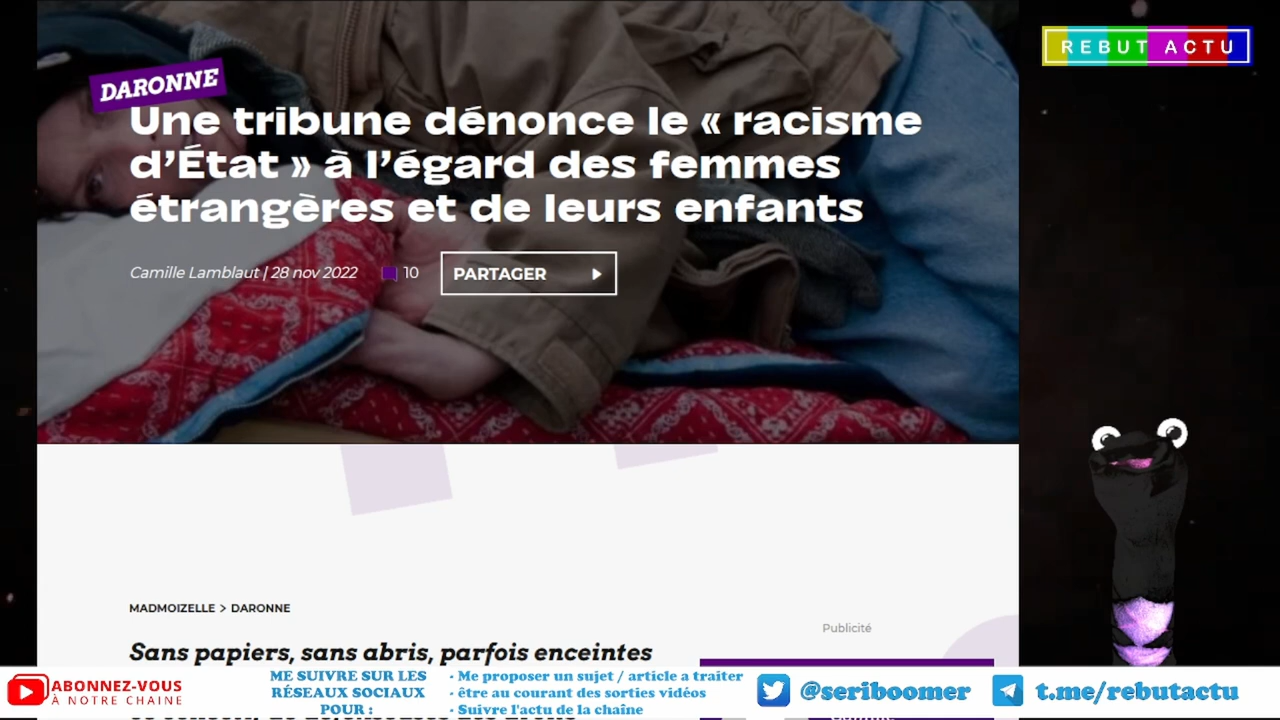 REBUT ACTU
DARONNE
Une tribune dénonce le « racisme
d'État » à l'égard des femmes
étrangères et de leurs enfants
Camille Lamblaut | 28 nov 2022
10
PARTAGER
MADMOIZELLE > DARONNE
Publicité
Sans papiers, sans abris, parfois enceintes
ABONNEZ-VOUS
À NOTRE CHAINE
ME SUIVRE SUR LES
RÉSEAUX SOCIAUX
POUR :
· Me proposer un sujet / article a traiter
· être au courant des sorties vidéos
· Suivre l'actu de la chaîne
@seriboomer
t.me/rebutactu